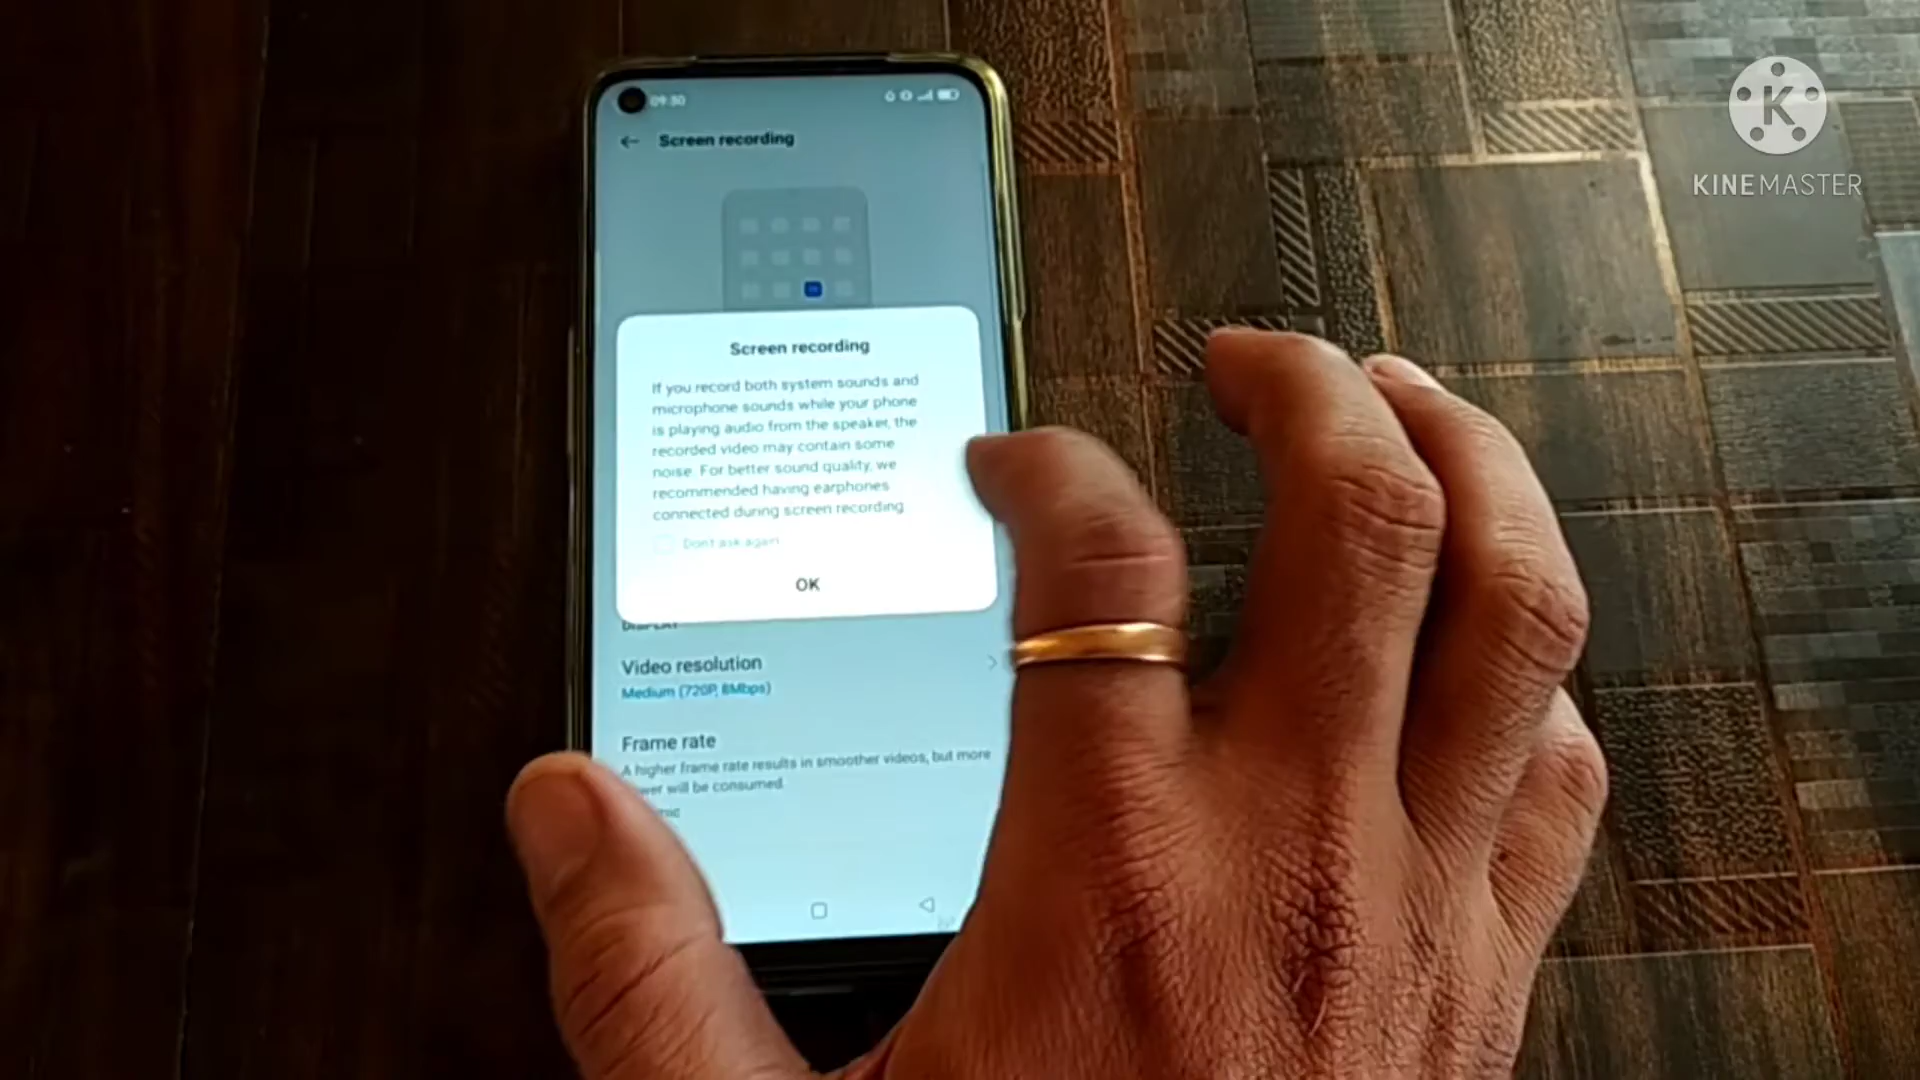 09:50
Screen recording
K
KINEMASTER
Screen recording
If you record both system sounds and
microphone sounds while your phone
is playing audio from the speaker, the
recorded video may contain some
noise. For better sound quality, we
recommended having earphones
connected during screen recording.
Don't ask again
OK
DISPLAY
Video resolution
Medium (720P, 8Mbps)
Frame rate
A higher frame rate results in smoother videos, but more
will be consumed.